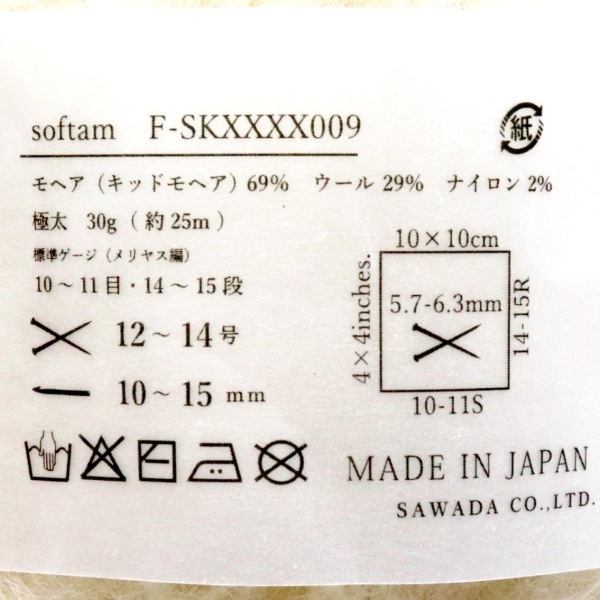 softam F-SKXXXX009
紙
モヘア（キッドモヘア）69% ウール 29% ナイロン 2%
極太 30g（約25m）
標準ゲージ（メリヤス編）
10～11目・14～15段
12～14号
10～15 mm
10×10cm
4×4inches.
5.7-6.3mm
14-15R
10-11S
MADE IN JAPAN
SAWADA CO.,LTD.